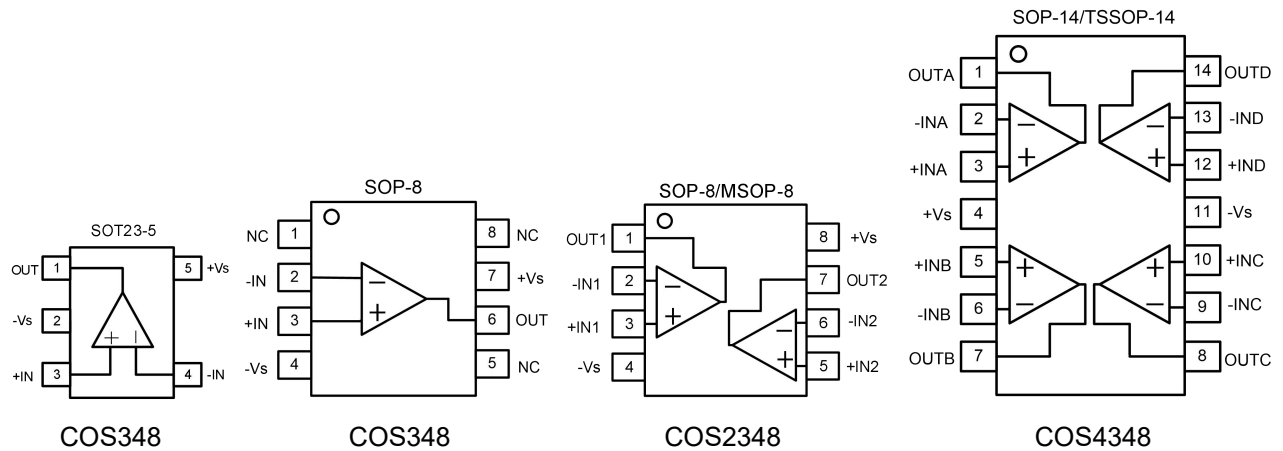 SOT23-5
OUT 1 5 +Vs
-Vs 2
+IN 3 4 -IN
COS348
SOP-8
NC 1 8 NC
-IN 2 7 +Vs
+IN 3 6 OUT
-Vs 4 5 NC
COS348
SOP-8/MSOP-8
OUT1 1 8 +Vs
-IN1 2 7 OUT2
+IN1 3 6 -IN2
-Vs 4 5 +IN2
COS2348
SOP-14/TSSOP-14
OUTA 1 14 OUTD
-INA 2 13 -IND
+INA 3 12 +IND
+Vs 4 11 -Vs
+INB 5 10 +INC
-INB 6 9 -INC
OUTB 7 8 OUTC
COS4348